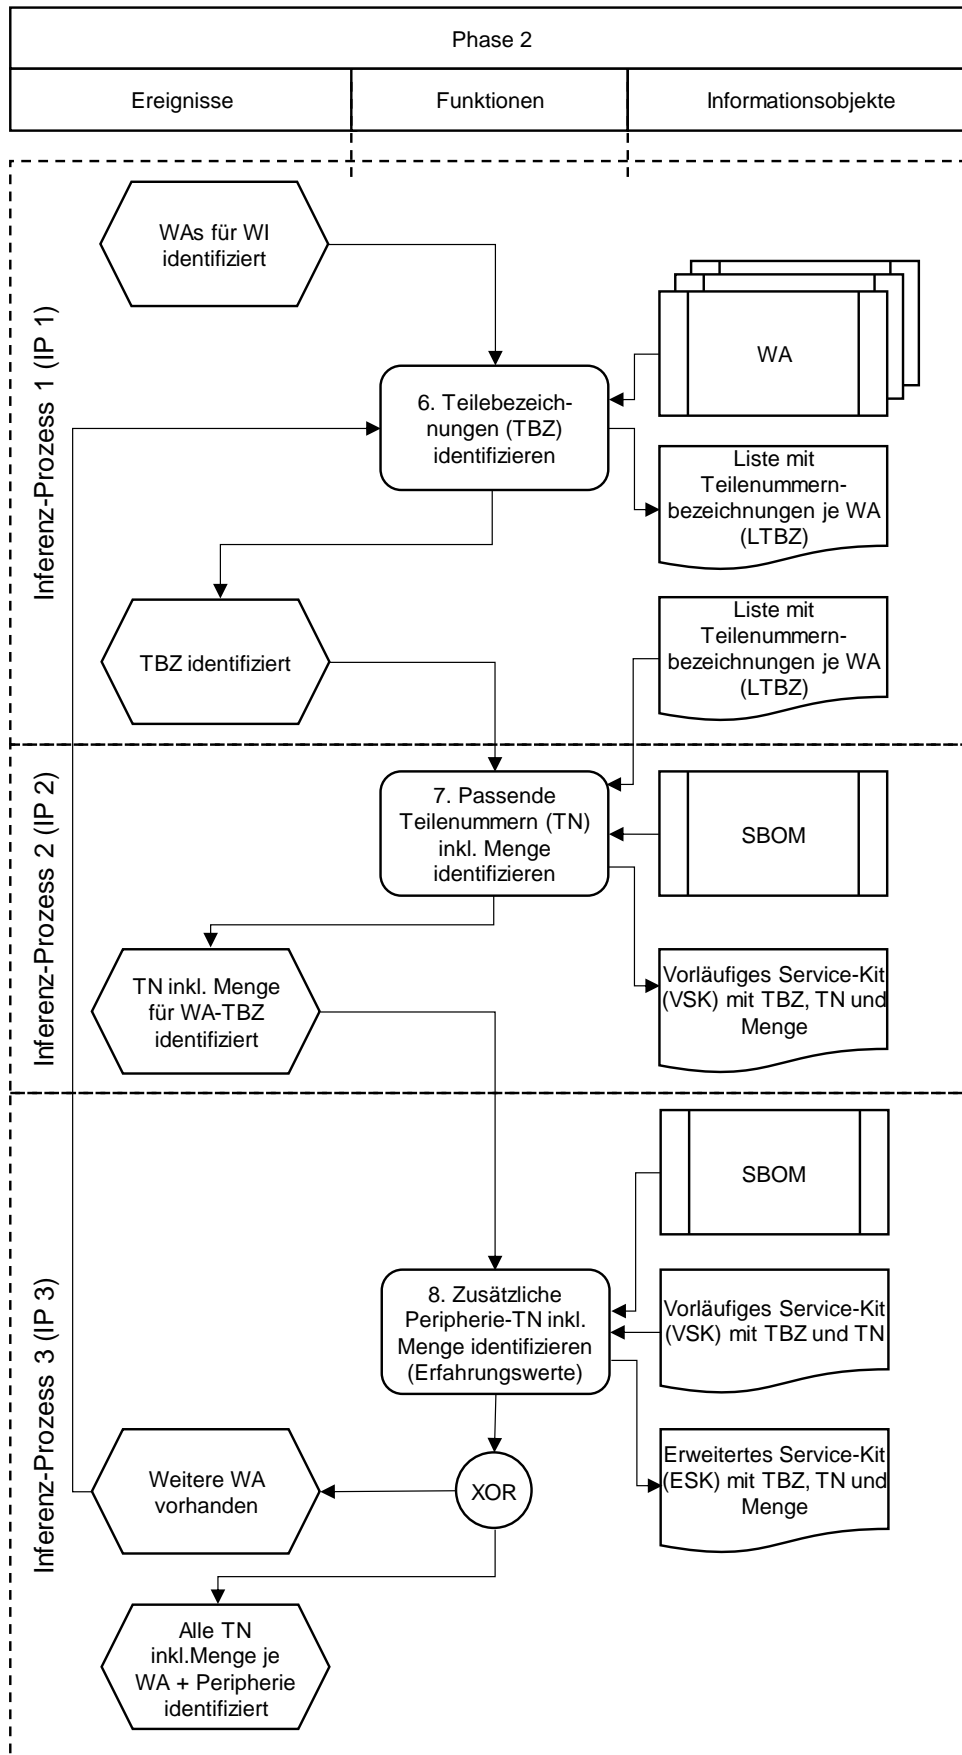 Phase 2
Ereignisse
Funktionen
Informationsobjekte
Inferenz-Prozess 1 (IP 1)
WAs für WI
identifiziert
WA
6. Teilebezeich-
nungen (TBZ)
identifizieren
Liste mit
Teilenummern-
bezeichnungen je WA
(LTBZ)
TBZ identifiziert
Liste mit
Teilenummern-
bezeichnungen je WA
(LTBZ)
Inferenz-Prozess 2 (IP 2)
7. Passende
Teilenummern (TN)
inkl. Menge
identifizieren
SBOM
TN inkl. Menge
für WA-TBZ
identifiziert
Vorläufiges Service-Kit
(VSK) mit TBZ, TN und
Menge
Inferenz-Prozess 3 (IP 3)
SBOM
8. Zusätzliche
Peripherie-TN inkl.
Menge identifizieren
(Erfahrungswerte)
Vorläufiges Service-Kit
(VSK) mit TBZ und TN
Weitere WA
vorhanden
XOR
Erweitertes Service-Kit
(ESK) mit TBZ, TN und
Menge
Alle TN
inkl.Menge je
WA + Peripherie
identifiziert